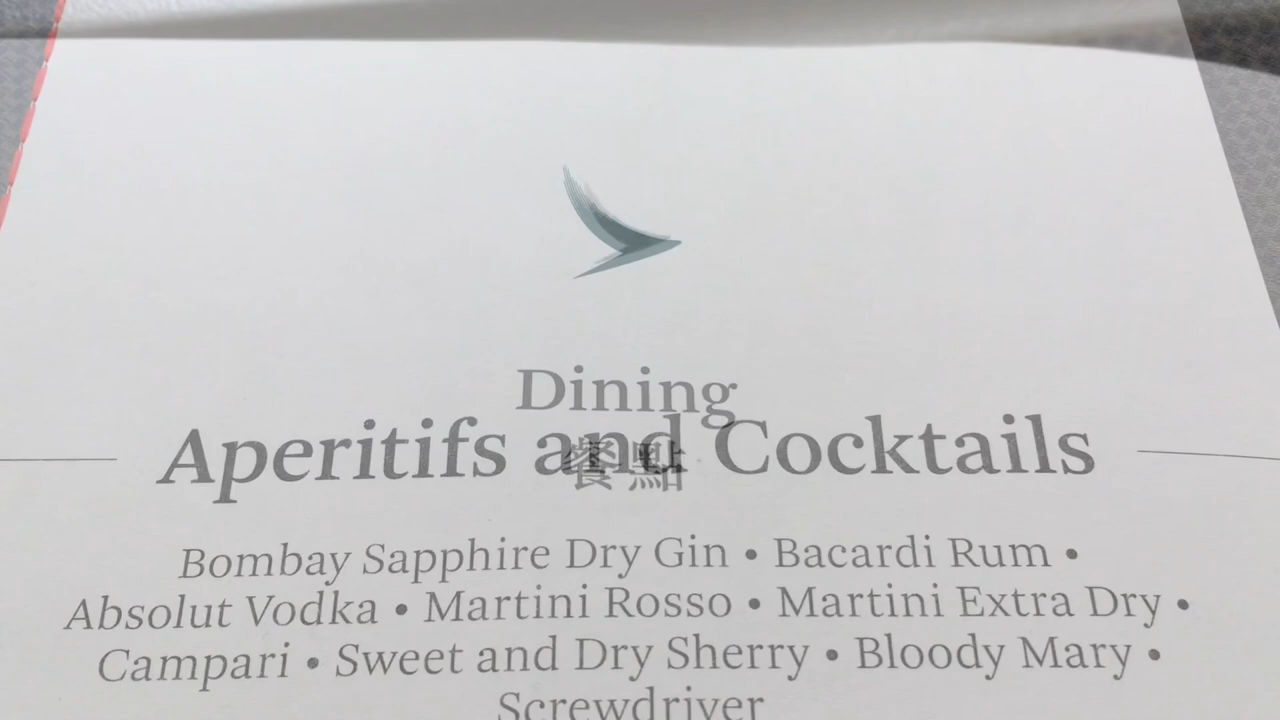 Dining
Aperitifs and Cocktails
餐點
Bombay Sapphire Dry Gin • Bacardi Rum •
Absolut Vodka • Martini Rosso • Martini Extra Dry •
Campari • Sweet and Dry Sherry • Bloody Mary •
Screwdriver